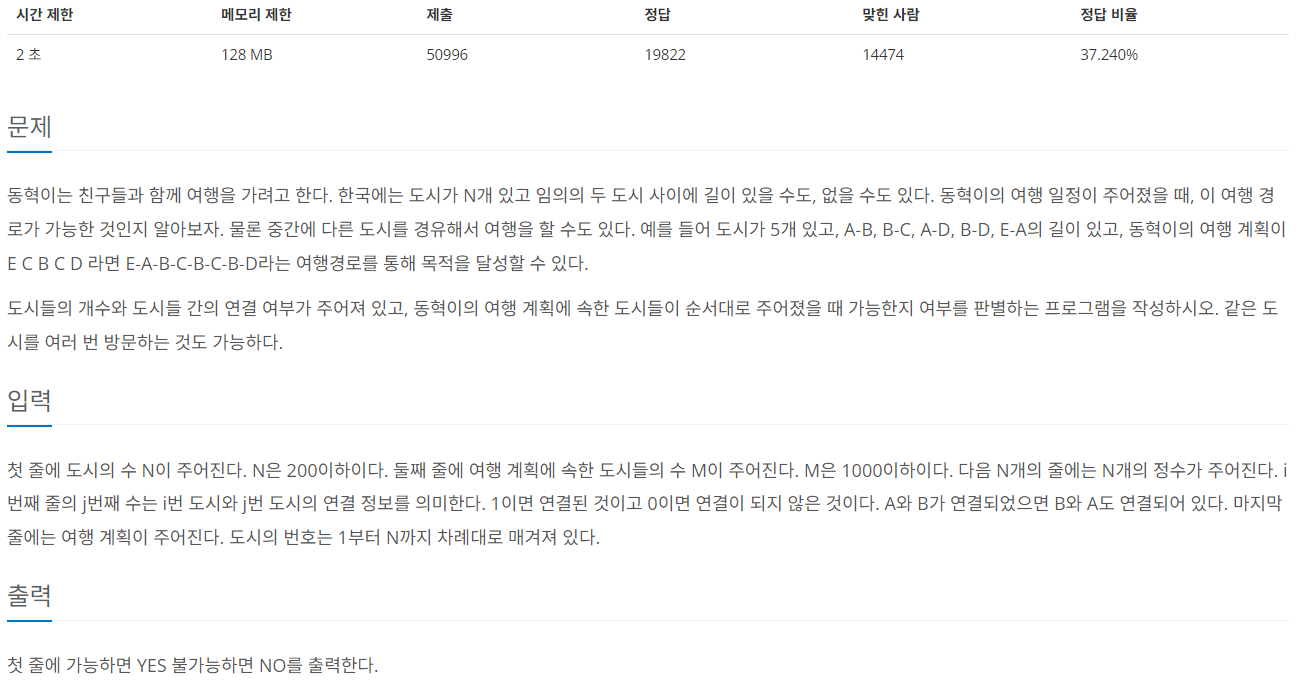 시간 제한 메모리 제한 제출 정답 맞힌 사람 정답 비율
2 초 128 MB 50996 19822 14474 37.240%
문제
동혁이는 친구들과 함께 여행을 가려고 한다. 한국에는 도시가 N개 있고 임의의 두 도시 사이에 길이 있을 수도, 없을 수도 있다. 동혁이의 여행 일정이 주어졌을 때, 이 여행 경
로가 가능한 것인지 알아보자. 물론 중간에 다른 도시를 경유해서 여행을 할 수도 있다. 예를 들어 도시가 5개 있고, A-B, B-C, A-D, B-D, E-A의 길이 있고, 동혁이의 여행 계획이
E C B C D 라면 E-A-B-C-B-C-B-D라는 여행경로를 통해 목적을 달성할 수 있다.
도시들의 개수와 도시들 간의 연결 여부가 주어져 있고, 동혁이의 여행 계획에 속한 도시들이 순서대로 주어졌을 때 가능한지 여부를 판별하는 프로그램을 작성하시오. 같은 도
시를 여러 번 방문하는 것도 가능하다.
입력
첫 줄에 도시의 수 N이 주어진다. N은 200이하이다. 둘째 줄에 여행 계획에 속한 도시들의 수 M이 주어진다. M은 1000이하이다. 다음 N개의 줄에는 N개의 정수가 주어진다. i
번째 줄의 j번째 수는 i번 도시와 j번 도시의 연결 정보를 의미한다. 1이면 연결된 것이고 0이면 연결이 되지 않은 것이다. A와 B가 연결되었으면 B와 A도 연결되어 있다. 마지막
줄에는 여행 계획이 주어진다. 도시의 번호는 1부터 N까지 차례대로 매겨져 있다.
출력
첫 줄에 가능하면 YES 불가능하면 NO를 출력한다.